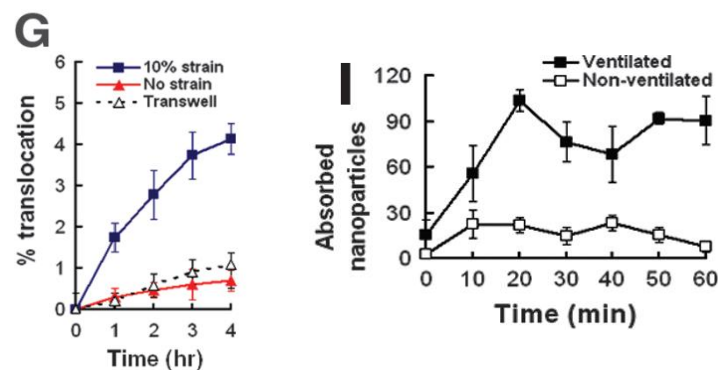 G
6
5
4
3
2
1
0
% translocation
10% strain
No strain
Transwell
0 1 2 3 4
Time (hr)
I
Ventilated
Non-ventilated
120
90
60
30
0
Absorbed
nanoparticles
0 10 20 30 40 50 60
Time (min)